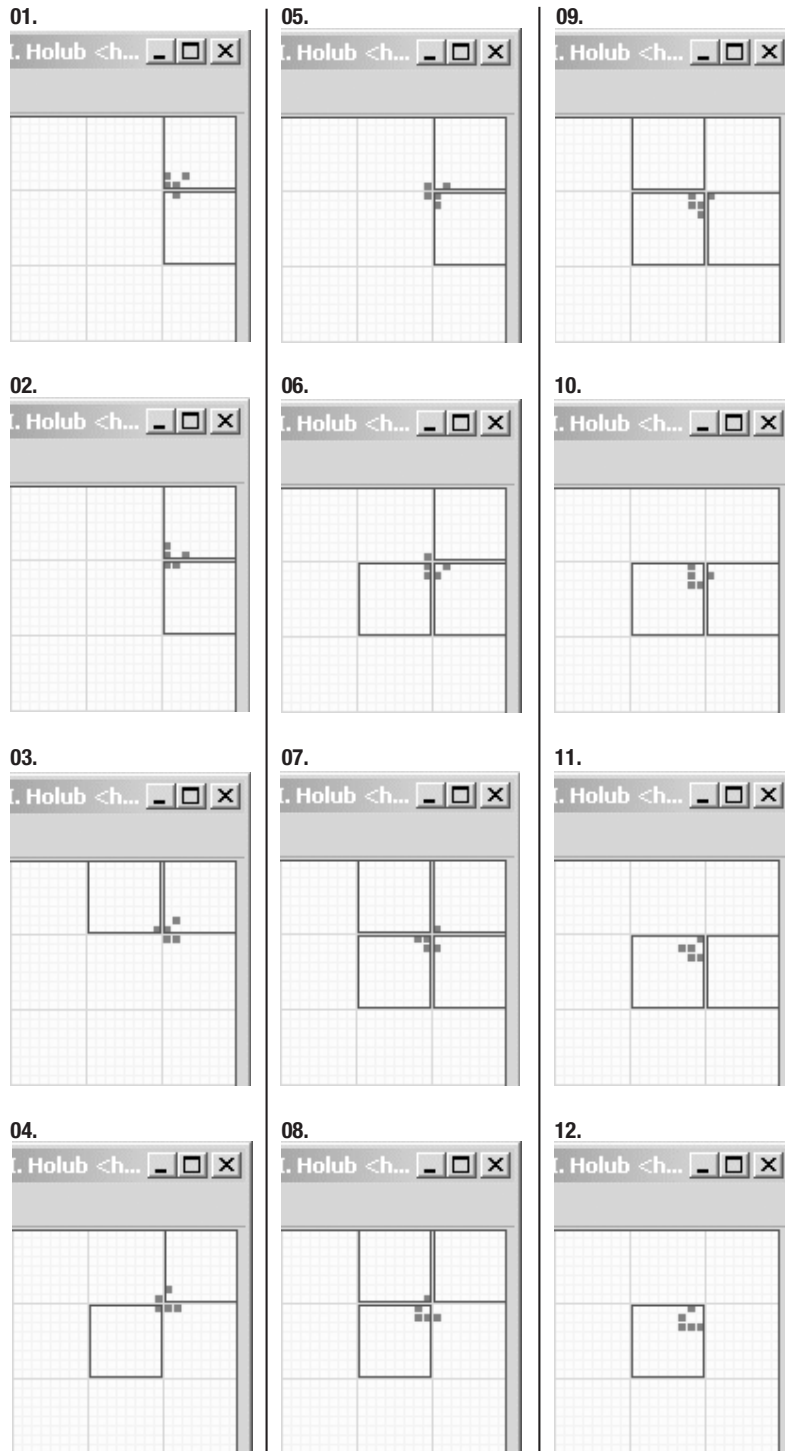 01.
I. Holub <h...
02.
I. Holub <h...
03.
I. Holub <h...
04.
I. Holub <h...
05.
I. Holub <h...
06.
I. Holub <h...
07.
I. Holub <h...
08.
I. Holub <h...
09.
I. Holub <h...
10.
I. Holub <h...
11.
I. Holub <h...
12.
I. Holub <h...